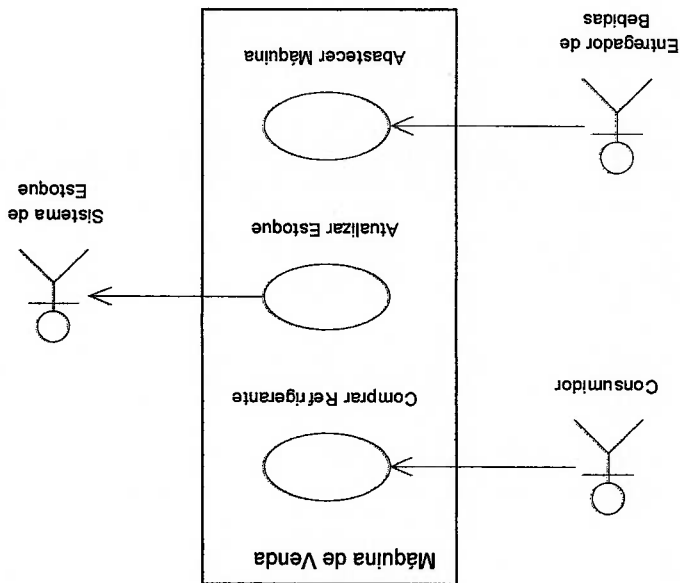 Máquina de Venda
Consumidor
Comprar Refrigerante
Atualizar Estoque
Sistema de
Estoque
Entregador de
Bebidas
Abastecer Máquina